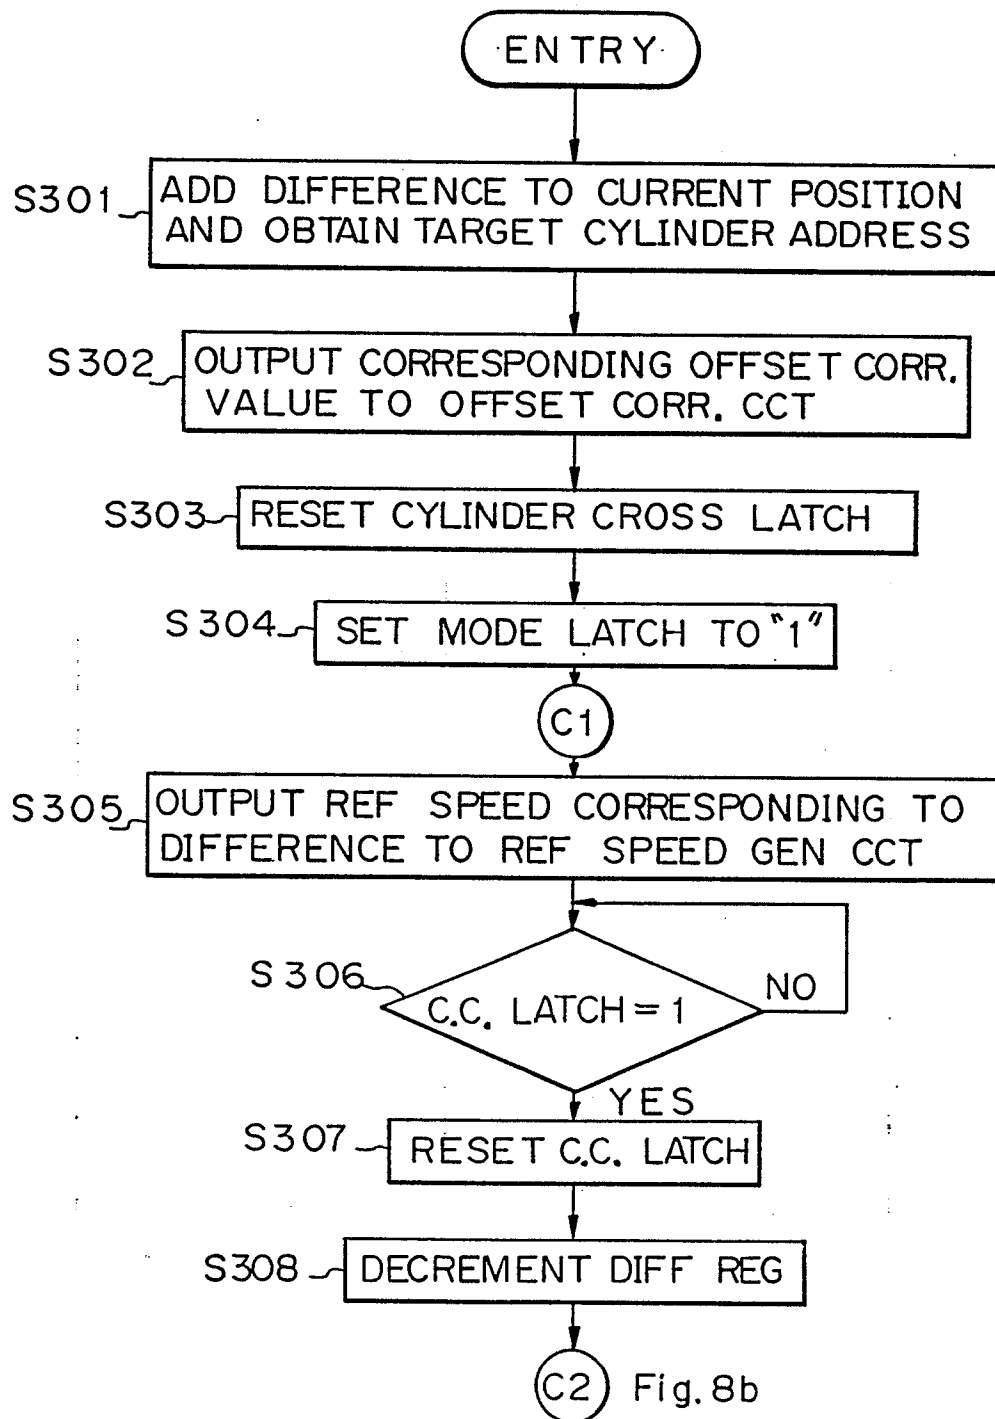 ENTRY
S301
ADD DIFFERENCE TO CURRENT POSITION
AND OBTAIN TARGET CYLINDER ADDRESS
S302
OUTPUT CORRESPONDING OFFSET CORR.
VALUE TO OFFSET CORR. CCT
S303
RESET CYLINDER CROSS LATCH
S304
SET MODE LATCH TO "1"
C1
S305
OUTPUT REF SPEED CORRESPONDING TO
DIFFERENCE TO REF SPEED GEN CCT
S306
C.C. LATCH = 1
NO
YES
S307
RESET C.C. LATCH
S308
DECREMENT DIFF REG
C2
Fig. 8b